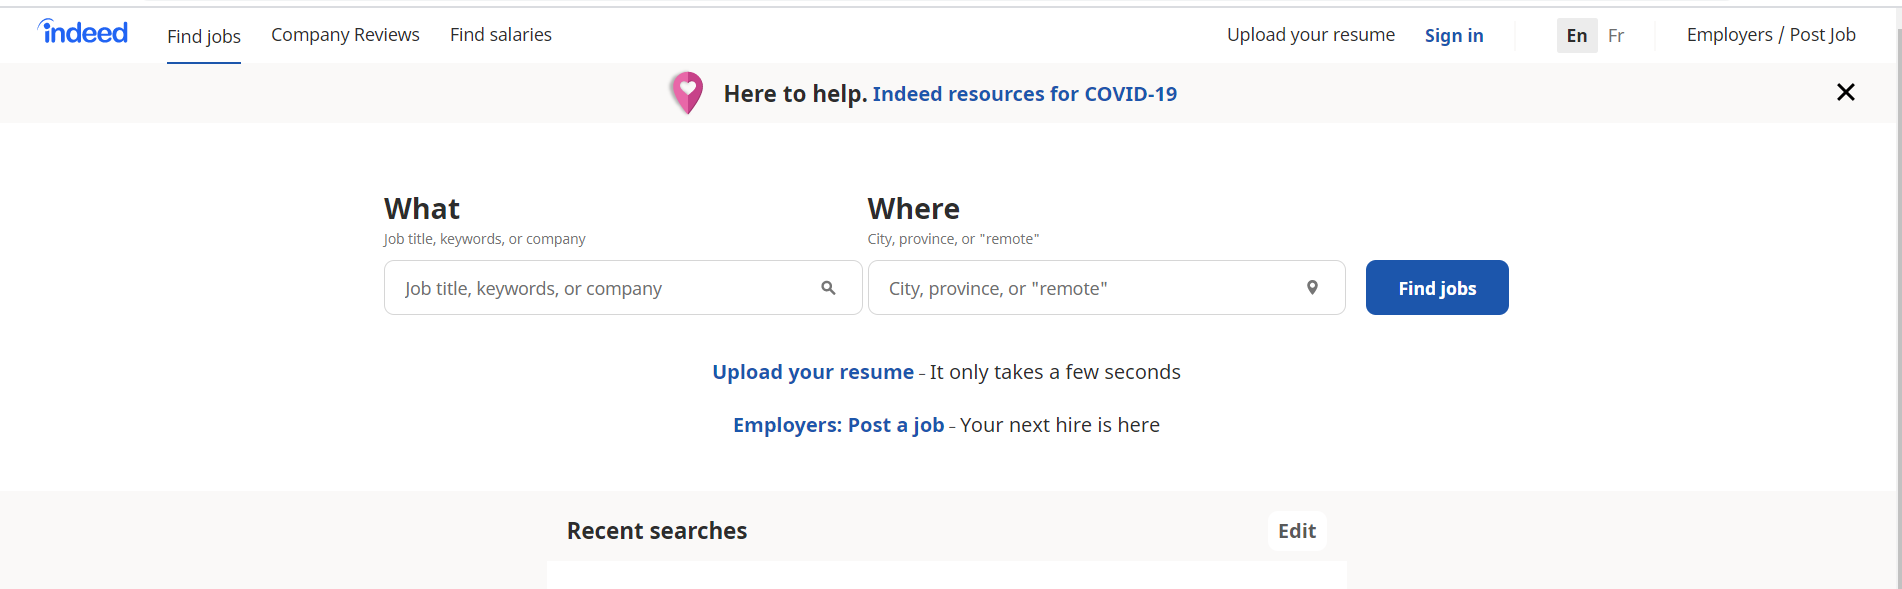 indeed Find jobs Company Reviews Find salaries Upload your resume Sign in En Fr Employers / Post Job
Here to help. Indeed resources for COVID-19
What
Job title, keywords, or company
Job title, keywords, or company
Where
City, province, or "remote"
City, province, or "remote"
Find jobs
Upload your resume – It only takes a few seconds
Employers: Post a job – Your next hire is here
Recent searches Edit